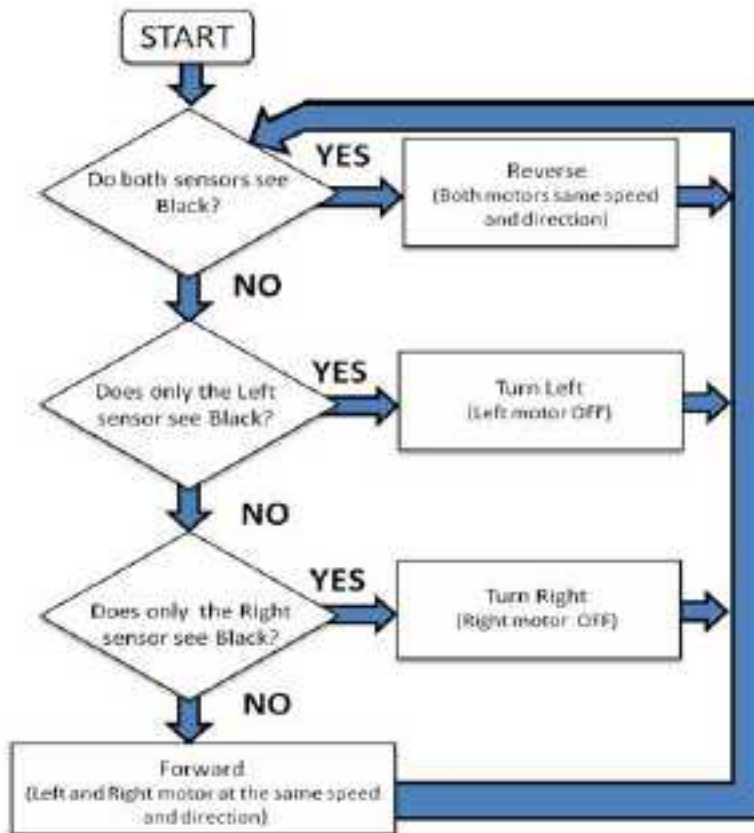 START
Do both sensors see
Black?
YES
Reverse
(Both motors same speed
and direction)
NO
Does only the Left
sensor see Black?
YES
Turn Left
(Left motor OFF)
NO
Does only the Right
sensor see Black?
YES
Turn Right
(Right motor OFF)
NO
Forward
(Left and Right motor at the same speed
and direction)